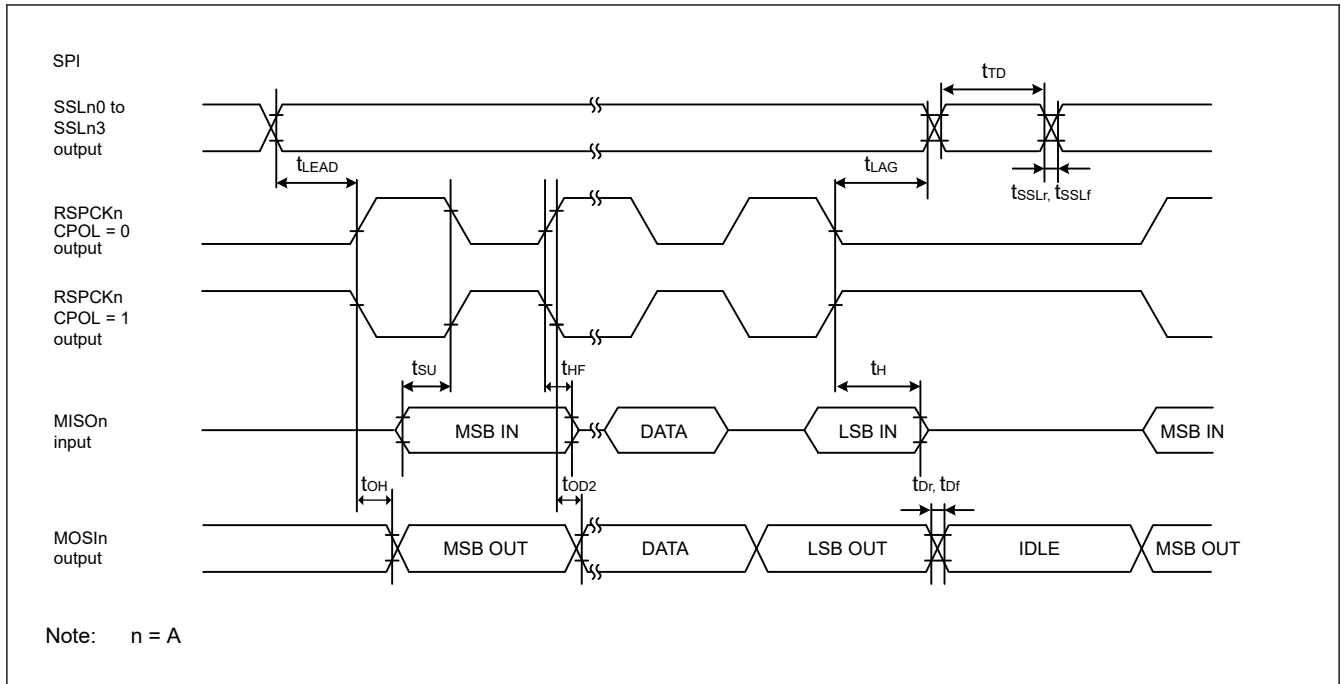 SPI
tTD
SSLn0 to
SSLn3
output
tLEAD
tLAG
tSSLr, tSSLf
RSPCKn
CPOL = 0
output
RSPCKn
CPOL = 1
output
tSU
tHF
tH
MISOn
input
MSB IN
DATA
LSB IN
MSB IN
tOH
tOD2
tDr, tDf
MOSIn
output
MSB OUT
DATA
LSB OUT
IDLE
MSB OUT
Note: n = A